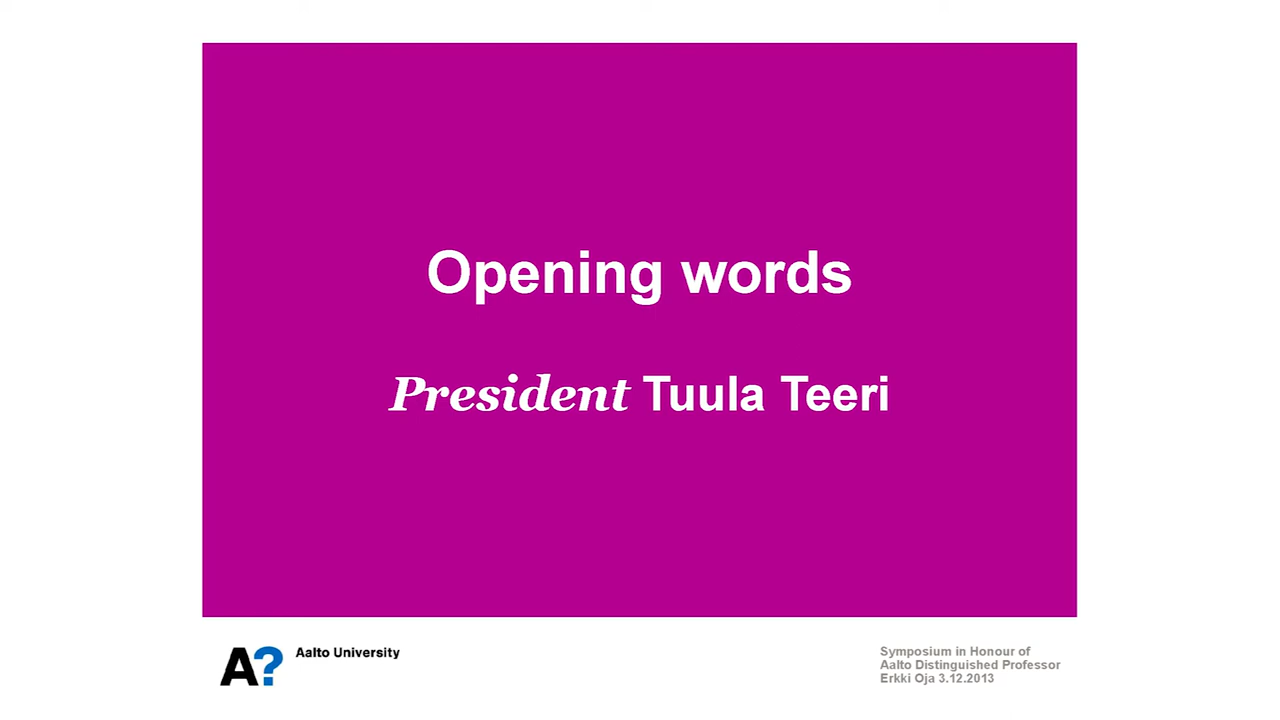 Opening words
President Tuula Teeri
A?
Aalto University
Symposium in Honour of
Aalto Distinguished Professor
Erkki Oja 3.12.2013